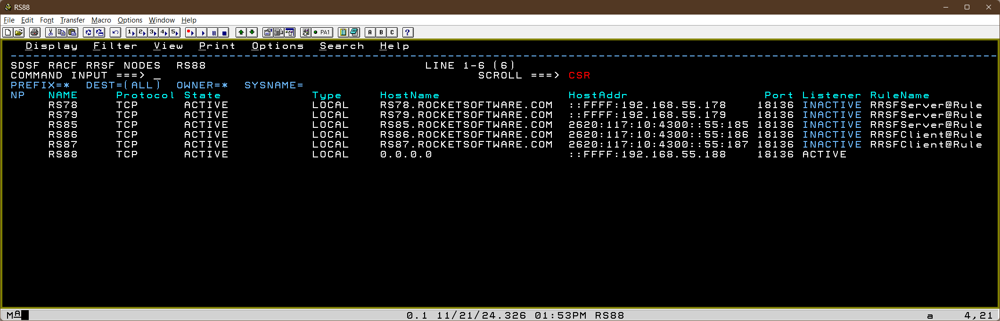 RS88
File Edit Font Transfer Macro Options Window Help
1 2 3 4 5 PA1 A B C ?
Display Filter View Print Options Search Help
SDSF RACF RRSF NODES RS88 LINE 1-6 (6)
COMMAND INPUT ===> _ SCROLL ===> CSR
PREFIX=* DEST=(ALL) OWNER=* SYSNAME=
NP NAME Protocol State Type HostName HostAddr Port Listener RuleName
RS78 TCP ACTIVE LOCAL RS78.ROCKETSOFTWARE.COM ::FFFF:192.168.55.178 18136 INACTIVE RRSFServer@Rule
RS79 TCP ACTIVE LOCAL RS79.ROCKETSOFTWARE.COM ::FFFF:192.168.55.179 18136 INACTIVE RRSFServer@Rule
RS85 TCP ACTIVE LOCAL RS85.ROCKETSOFTWARE.COM 2620:117:10:4300::55:185 18136 INACTIVE RRSFServer@Rule
RS86 TCP ACTIVE LOCAL RS86.ROCKETSOFTWARE.COM 2620:117:10:4300::55:186 18136 INACTIVE RRSFClient@Rule
RS87 TCP ACTIVE LOCAL RS87.ROCKETSOFTWARE.COM 2620:117:10:4300::55:187 18136 INACTIVE RRSFClient@Rule
RS88 TCP ACTIVE LOCAL 0.0.0.0 ::FFFF:192.168.55.188 18136 ACTIVE
MA 0.1 11/21/24.326 01:53PM RS88 a 4,21